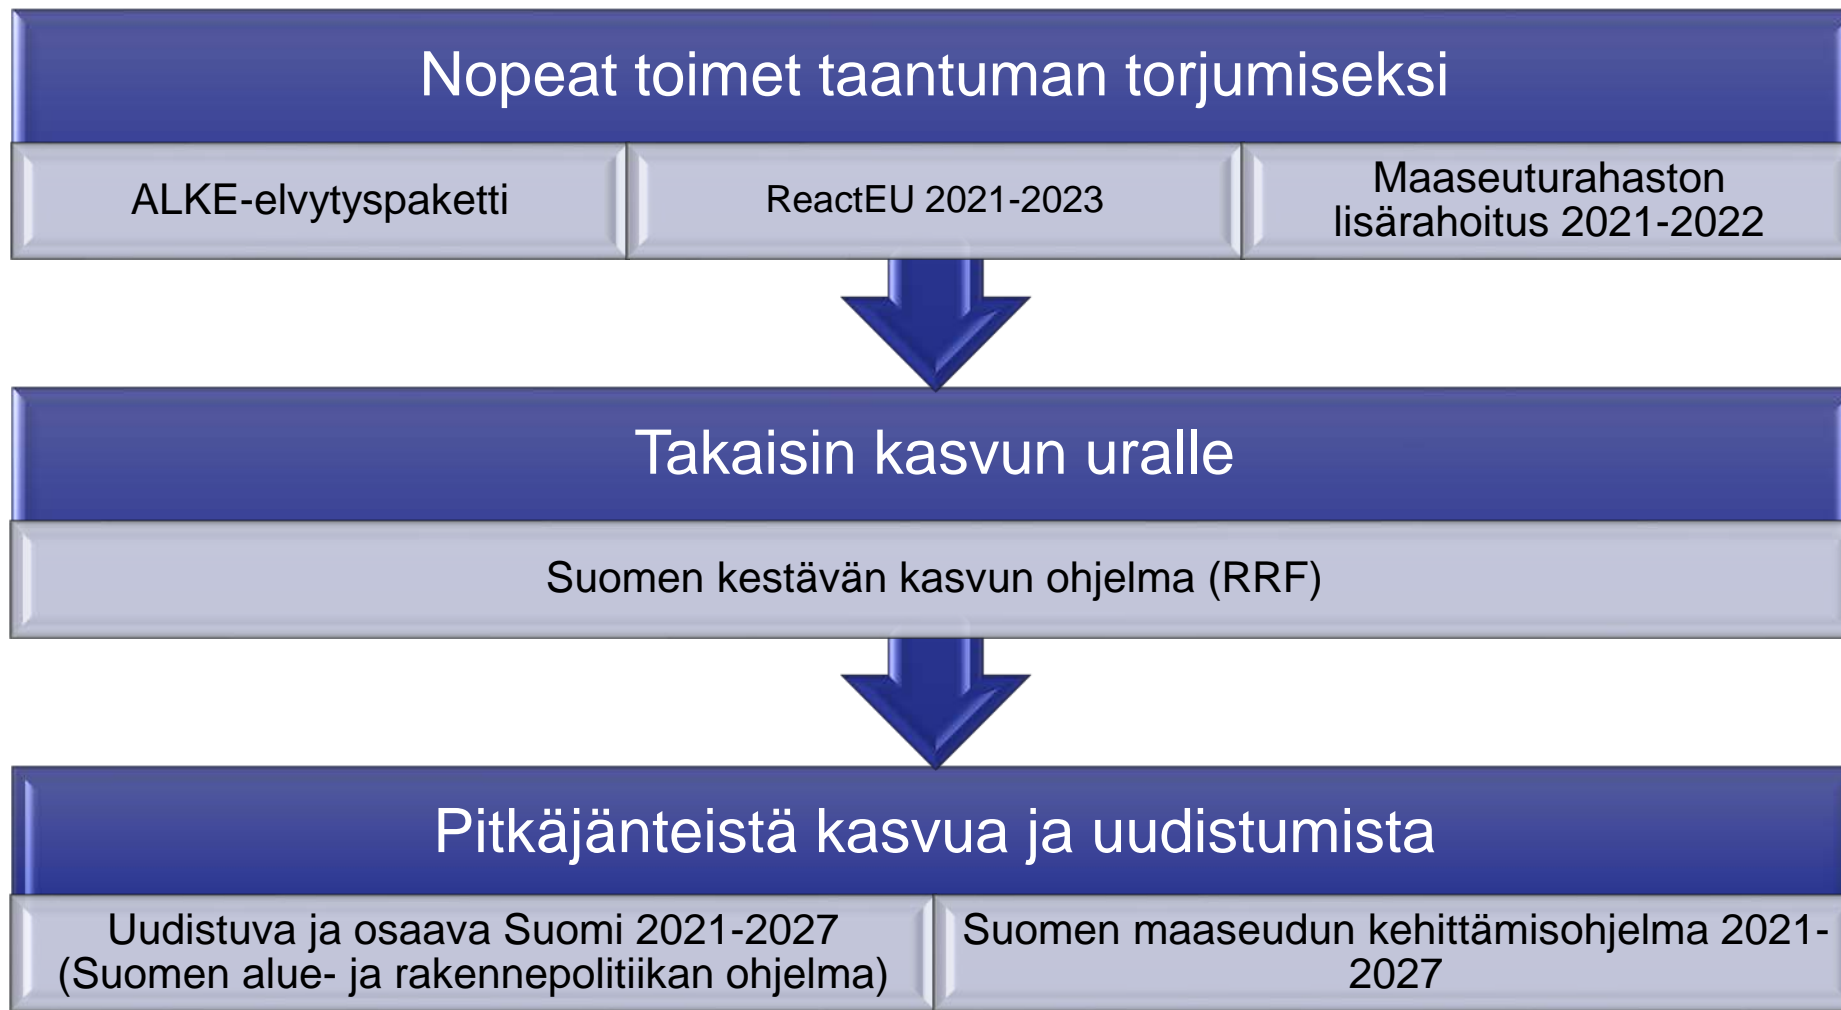 Nopeat toimet taantuman torjumiseksi
ALKE-elvytyspaketti
ReactEU 2021-2023
Maaseuturahaston
lisärahoitus 2021-2022
Takaisin kasvun uralle
Suomen kestävän kasvun ohjelma (RRF)
Pitkäjänteistä kasvua ja uudistumista
Uudistuva ja osaava Suomi 2021-2027
(Suomen alue- ja rakennepolitiikan ohjelma)
Suomen maaseudun kehittämisohjelma 2021-
2027